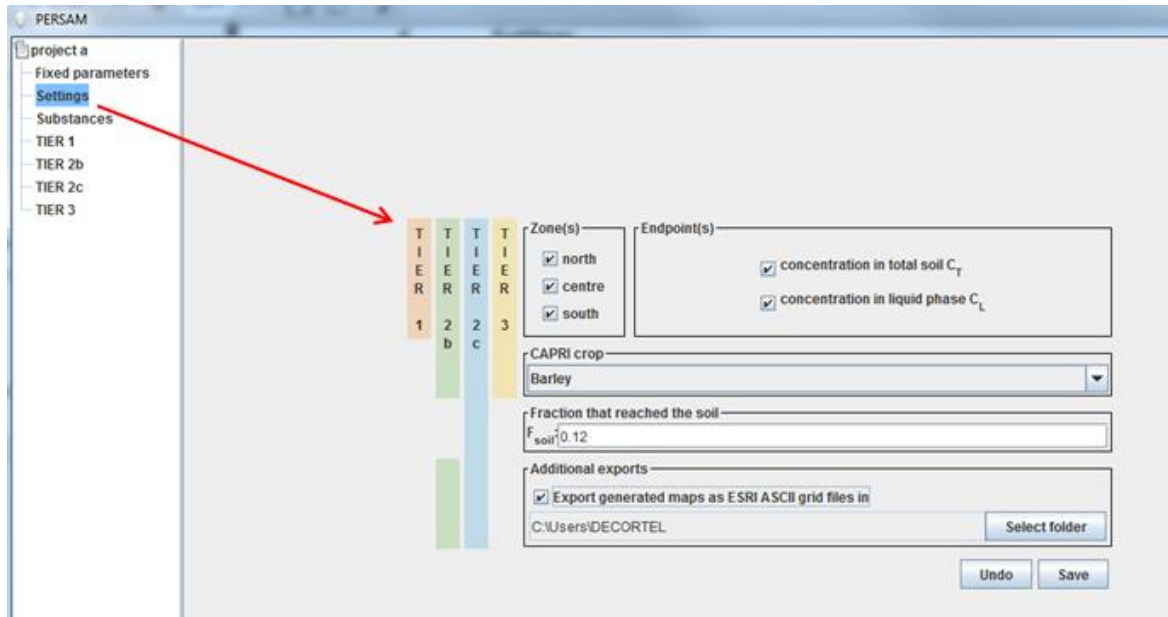 PERSAM
project a
Fixed parameters
Settings
Substances
TIER 1
TIER 2b
TIER 2c
TIER 3
TIER 1
TIER 2b
TIER 2c
TIER 3
Zone(s)
north
centre
south
Endpoint(s)
concentration in total soil C_T
concentration in liquid phase C_L
CAPRI crop
Barley
Fraction that reached the soil
F_soil: 0.12
Additional exports
Export generated maps as ESRI ASCII grid files in
C:\Users\DECORTEL
Select folder
Undo Save